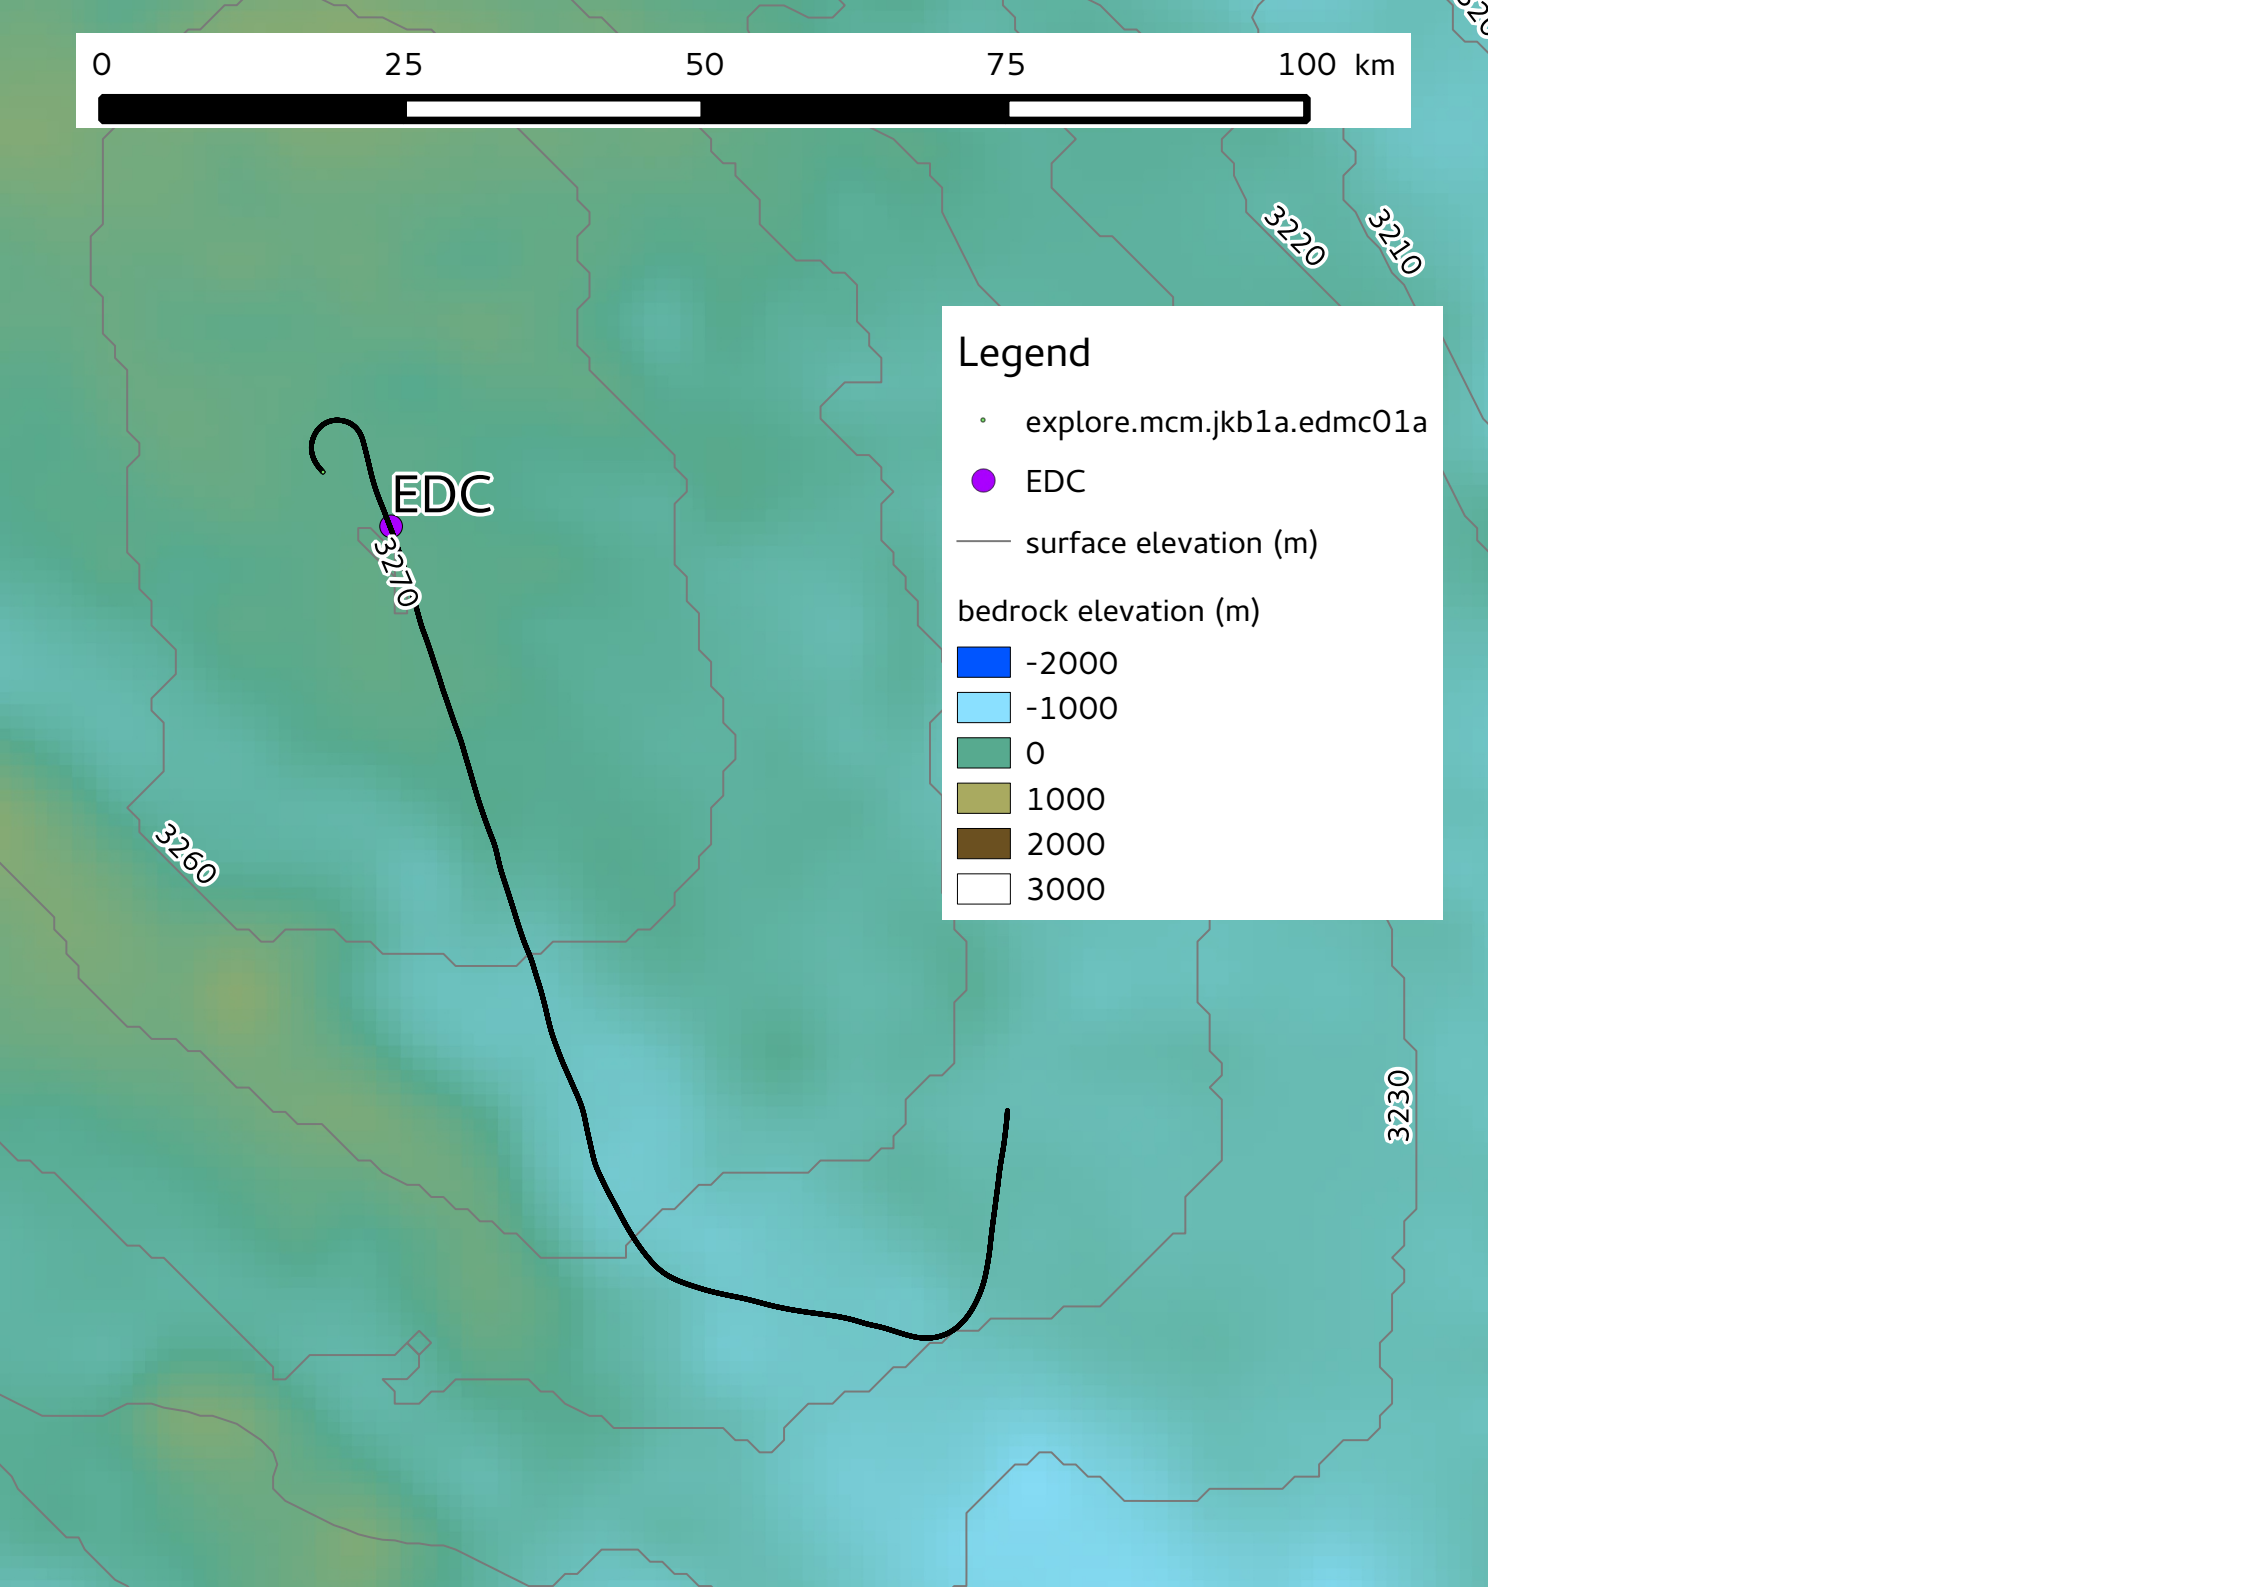 0 25 50 75 100 km
3220
3210
Legend
explore.mcm.jkb1a.edmc01a
EDC
surface elevation (m)
bedrock elevation (m)
-2000
-1000
0
1000
2000
3000
EDC
3270
3260
3230